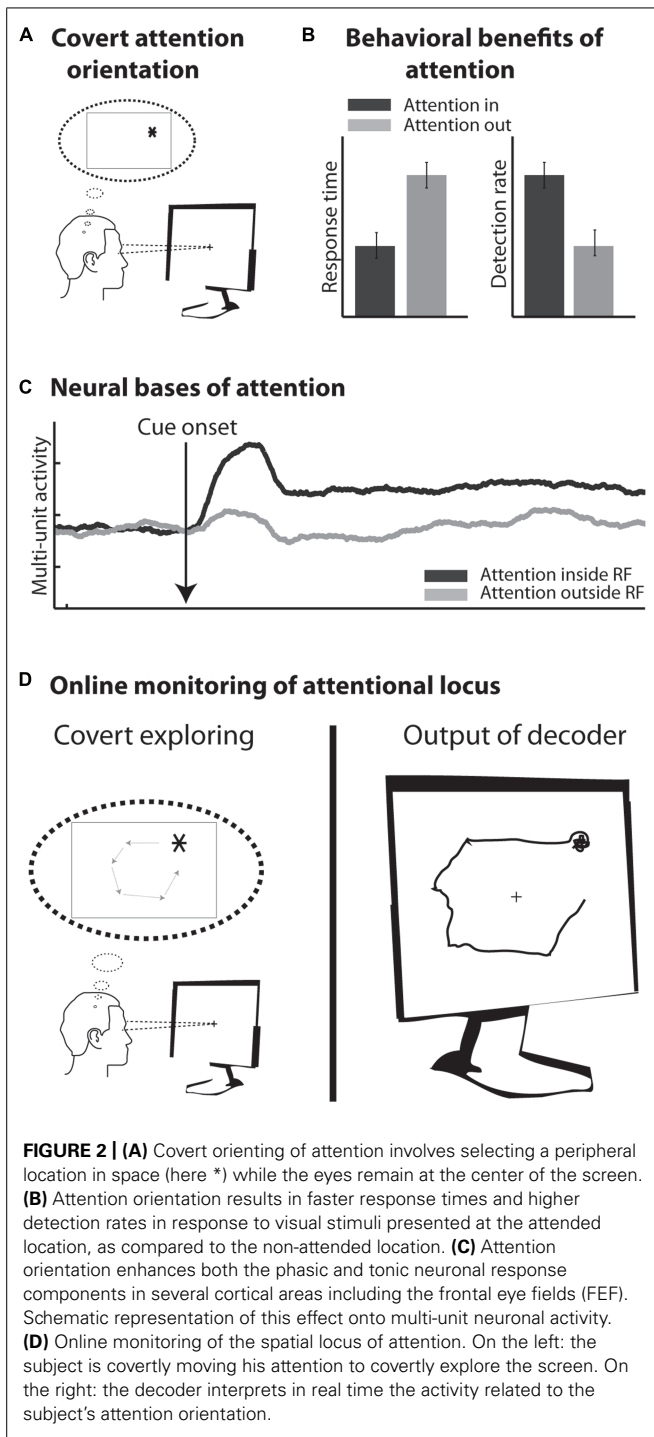 A Covert attention
orientation
*
B Behavioral benefits of
attention
Attention in
Attention out
Response time
Detection rate
C Neural bases of attention
Cue onset
Multi-unit activity
Attention inside RF
Attention outside RF
D Online monitoring of attentional locus
Covert exploring
Output of decoder
*
FIGURE 2 | (A) Covert orienting of attention involves selecting a peripheral
location in space (here *) while the eyes remain at the center of the screen.
(B) Attention orientation results in faster response times and higher
detection rates in response to visual stimuli presented at the attended
location, as compared to the non-attended location. (C) Attention
orientation enhances both the phasic and tonic neuronal response
components in several cortical areas including the frontal eye fields (FEF).
Schematic representation of this effect onto multi-unit neuronal activity.
(D) Online monitoring of the spatial locus of attention. On the left: the
subject is covertly moving his attention to covertly explore the screen. On
the right: the decoder interprets in real time the activity related to the
subject's attention orientation.